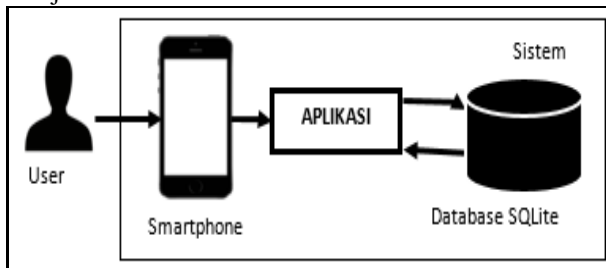 Sistem
APLIKASI
User
Smartphone
Database SQLite